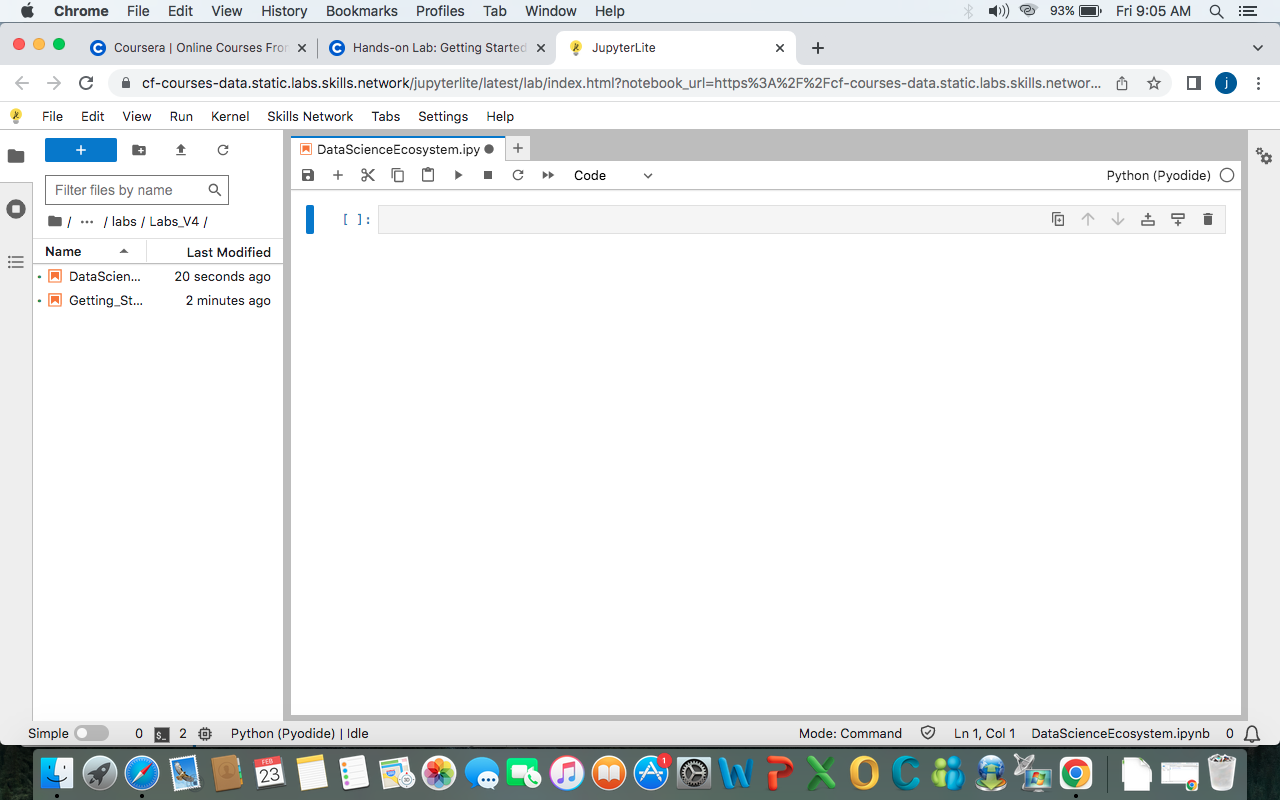 Chrome File Edit View History Bookmarks Profiles Tab Window Help 93% Fri 9:05 AM
Coursera | Online Courses Fro Hands-on Lab: Getting Started JupyterLite
cf-courses-data.static.labs.skills.network/jupyterlite/latest/lab/index.html?notebook_url=https%3A%2F%2Fcf-courses-data.static.labs.skills.networ... j
File Edit View Run Kernel Skills Network Tabs Settings Help
+ DataScienceEcosystem.ipy
Code Python (Pyodide)
Filter files by name
/ ··· / labs / Labs_V4 /
[ ]:
Name Last Modified
DataScien... 20 seconds ago
Getting_St... 2 minutes ago
Simple 0 $_ 2 Python (Pyodide) | Idle Mode: Command Ln 1, Col 1 DataScienceEcosystem.ipynb 0
FEB
23
30
1
W P X O C